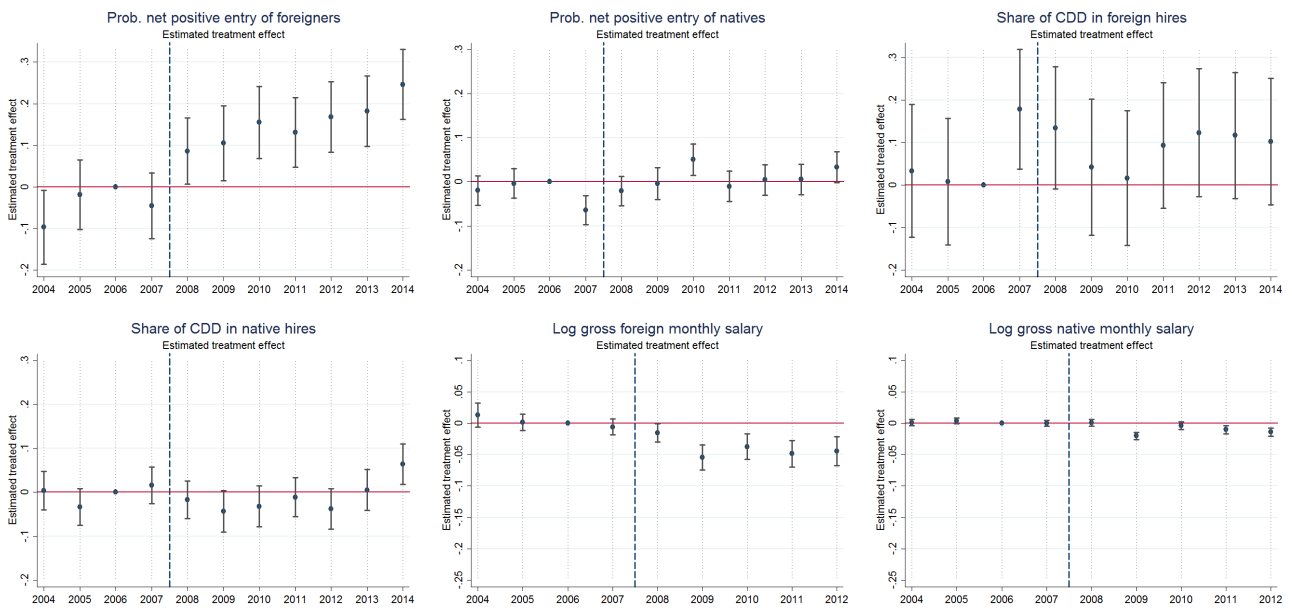 Prob. net positive entry of foreigners
Estimated treatment effect
Estimated treatment effect
.3
.2
.1
0
-.1
-.2
2004 2005 2006 2007 2008 2009 2010 2011 2012 2013 2014
Prob. net positive entry of natives
Estimated treatment effect
Estimated treatment effect
.3
.2
.1
0
-.1
-.2
2004 2005 2006 2007 2008 2009 2010 2011 2012 2013 2014
Share of CDD in foreign hires
Estimated treatment effect
Estimated treated effect
.3
.2
.1
0
-.1
-.2
2004 2005 2006 2007 2008 2009 2010 2011 2012 2013 2014
Share of CDD in native hires
Estimated treatment effect
Estimated treated effect
.3
.2
.1
0
-.1
-.2
2004 2005 2006 2007 2008 2009 2010 2011 2012 2013 2014
Log gross foreign monthly salary
Estimated treatment effect
Estimated treatment effect
.1
.05
0
-.05
-.1
-.15
-.2
-.25
2004 2005 2006 2007 2008 2009 2010 2011 2012
Log gross native monthly salary
Estimated treatment effect
Estimated treatment effect
.1
.05
0
-.05
-.1
-.15
-.2
-.25
2004 2005 2006 2007 2008 2009 2010 2011 2012